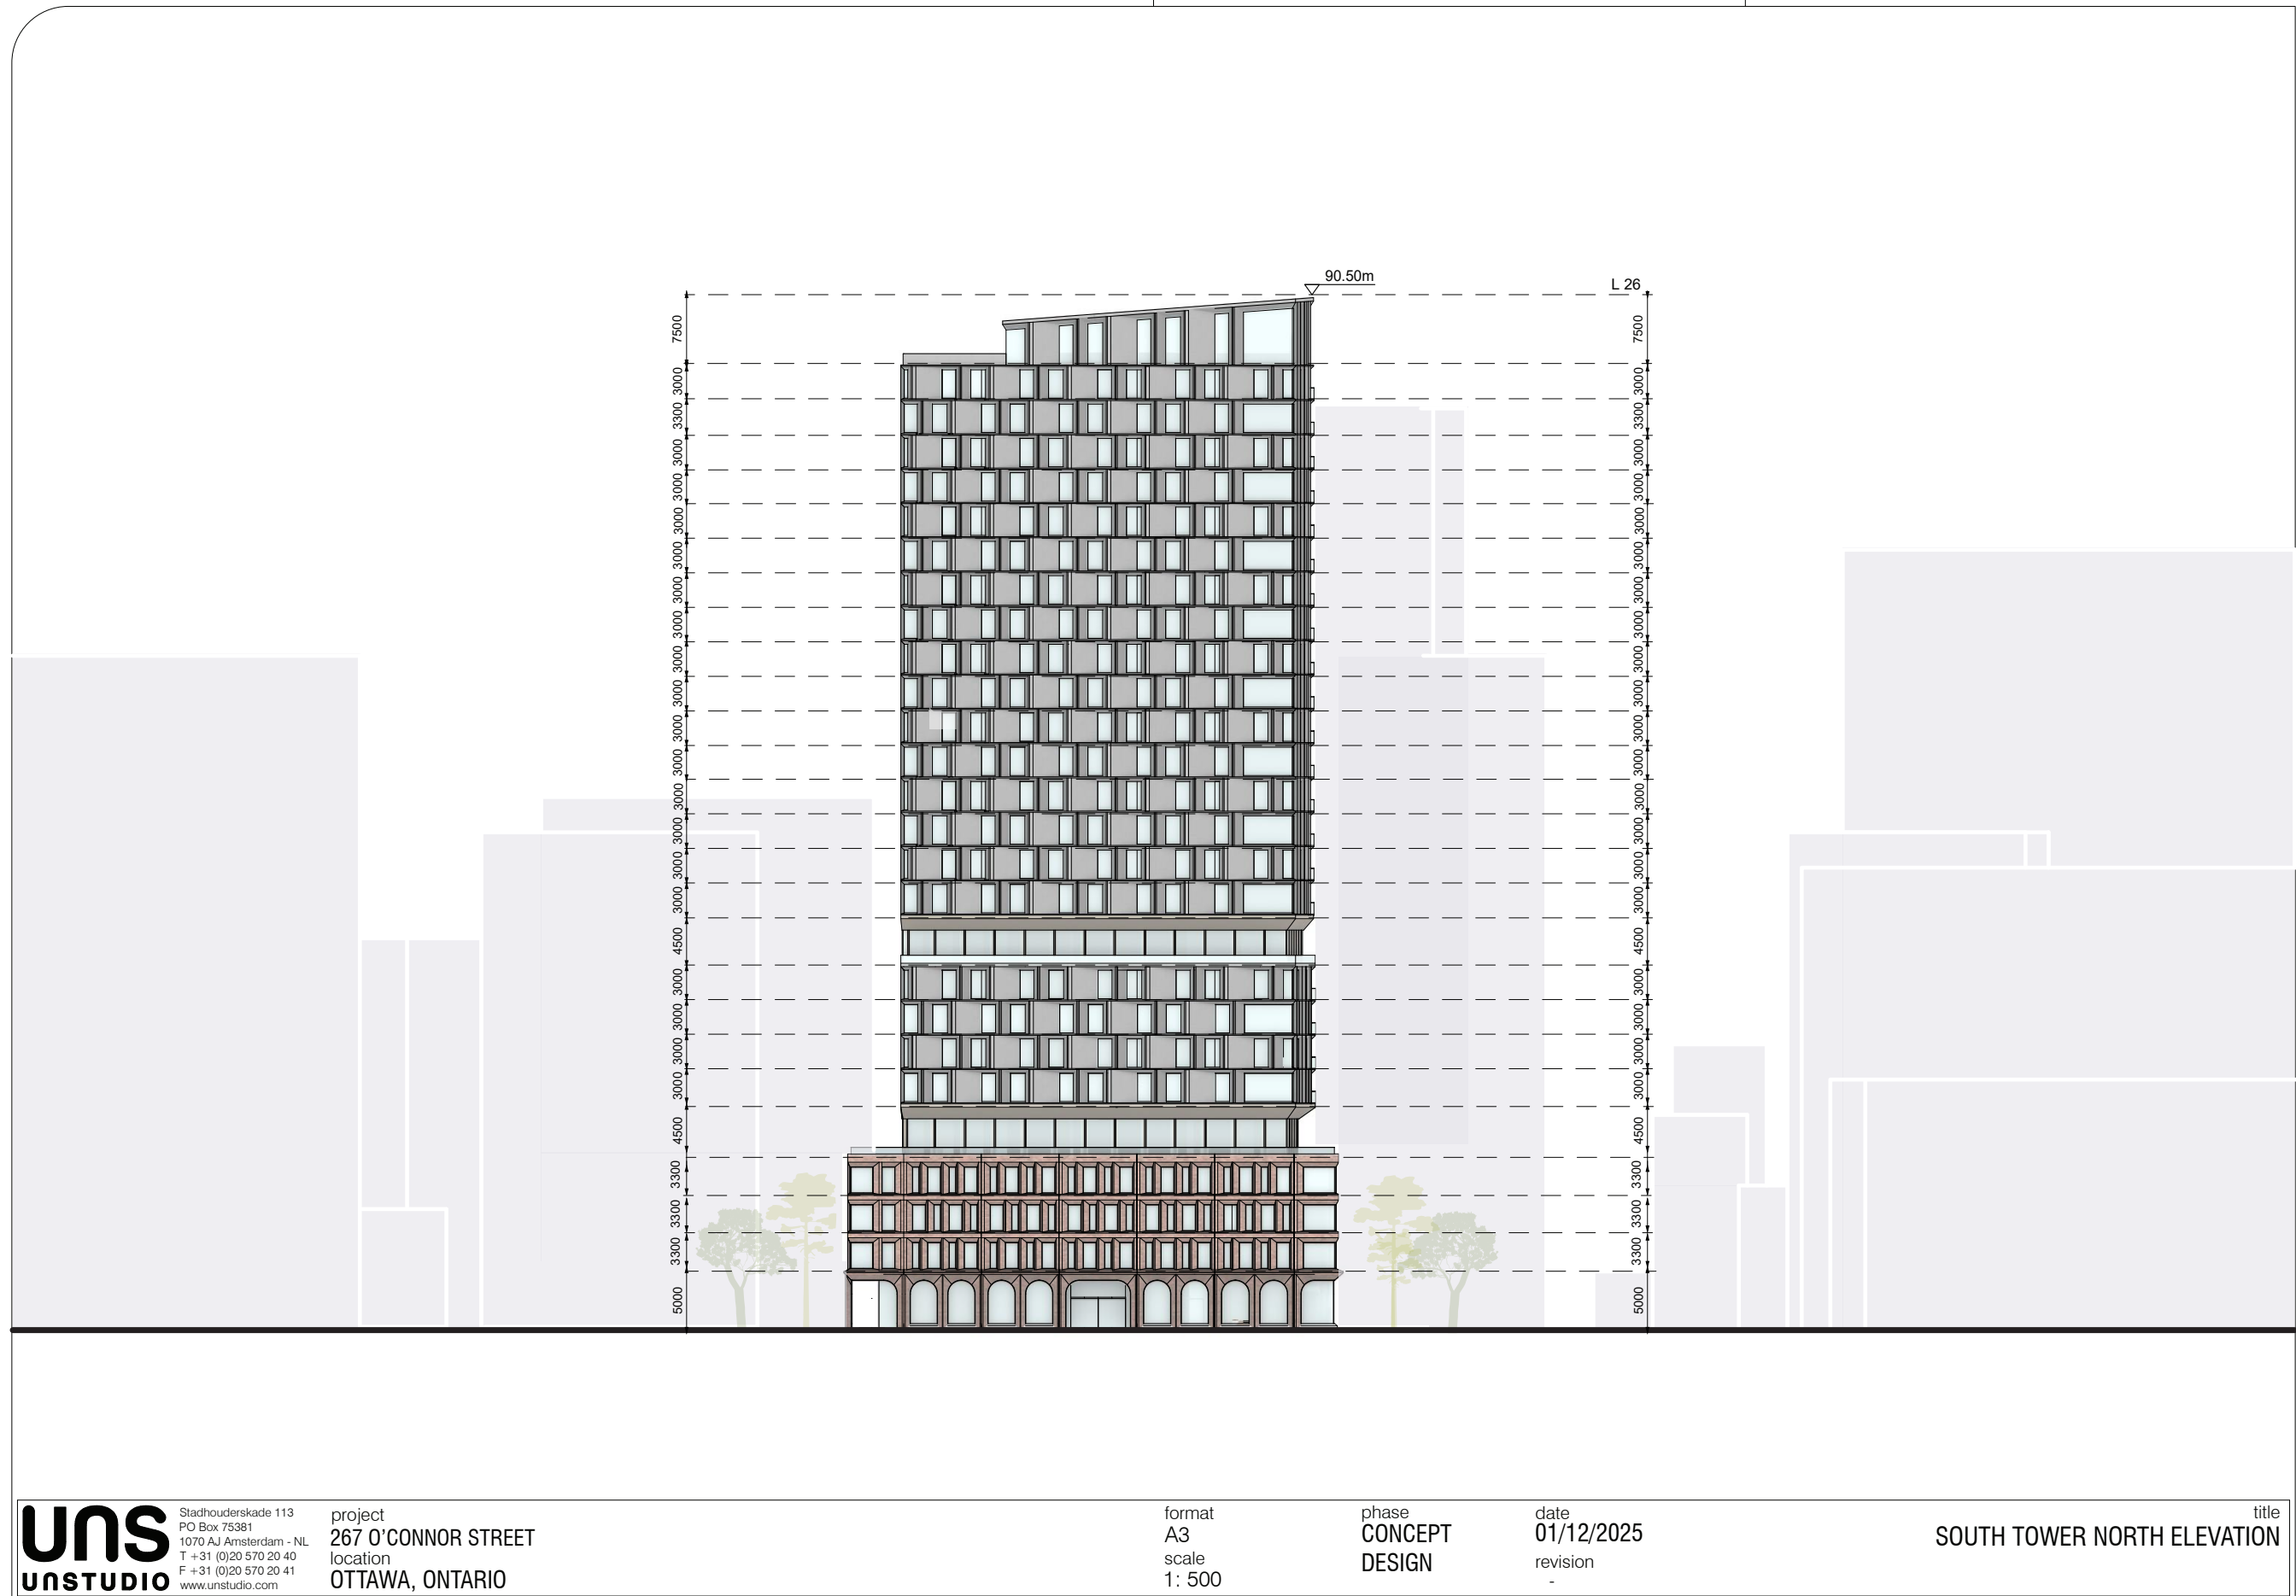 90.50m
L 26
7500
3000
3300
3000
3000
3000
3000
3000
3000
3000
3000
3000
3000
3000
3000
3000
3000
4500
3000
3000
3000
3000
4500
3300
3300
3300
5000
7500
3000
3300
3000
3000
3000
3000
3000
3000
3000
3000
3000
3000
3000
3000
3000
3000
4500
3000
3000
3000
3000
4500
3300
3300
3300
5000
uns
UNSTUDIO
Stadhouderskade 113
PO Box 75381
1070 AJ Amsterdam - NL
T +31 (0)20 570 20 40
F +31 (0)20 570 20 41
www.unstudio.com
project
267 O'CONNOR STREET
location
OTTAWA, ONTARIO
format
A3
scale
1: 500
phase
CONCEPT
DESIGN
date
01/12/2025
revision
-
title
SOUTH TOWER NORTH ELEVATION